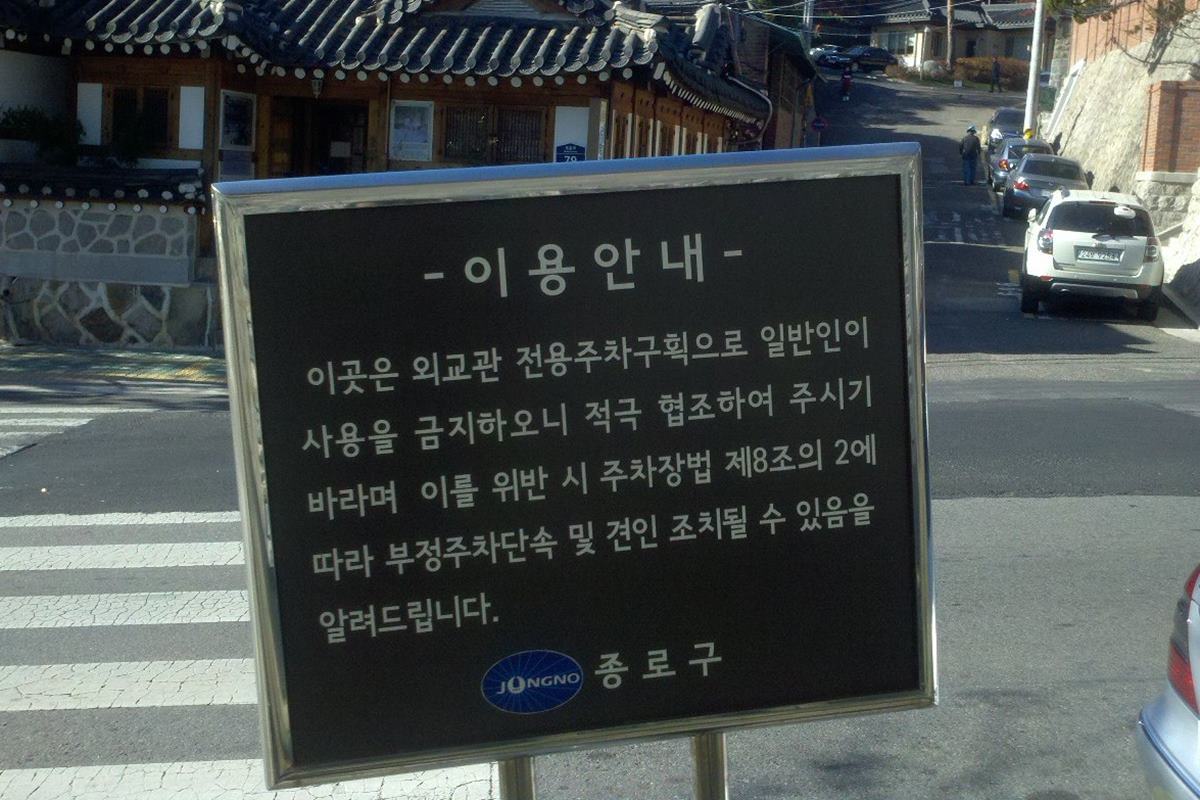 79
- 이용안내 -
이곳은 외교관 전용주차구획으로 일반인이
사용을 금지하오니 적극 협조하여 주시기
바라며 이를 위반 시 주차장법 제8조의 2에
따라 부정주차단속 및 견인 조치될 수 있음을
알려드립니다.
JONGNO 종로구